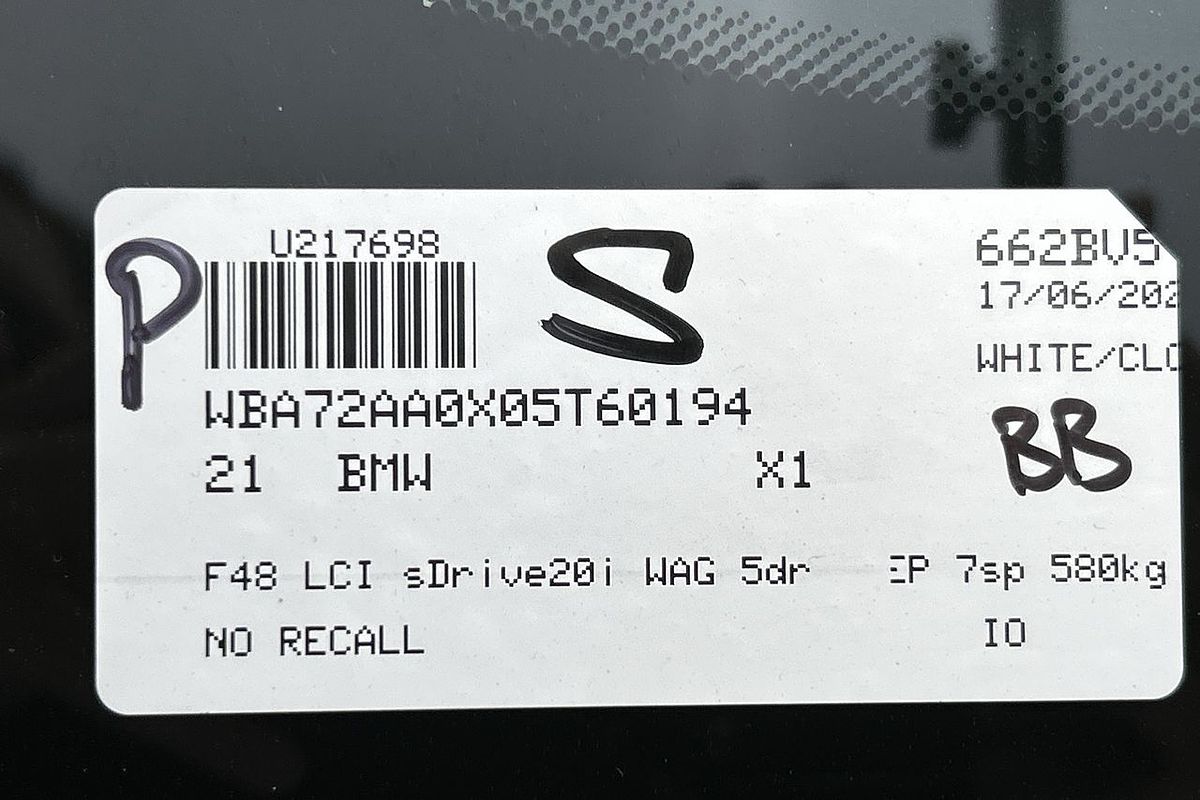 P
U217698
S
662BV5
17/06/202
WHITE/CLO
WBA72AA0X05T60194
BB
21 BMW X1
F48 LCI sDrive20i WAG 5dr EP 7sp 580kg
NO RECALL IO